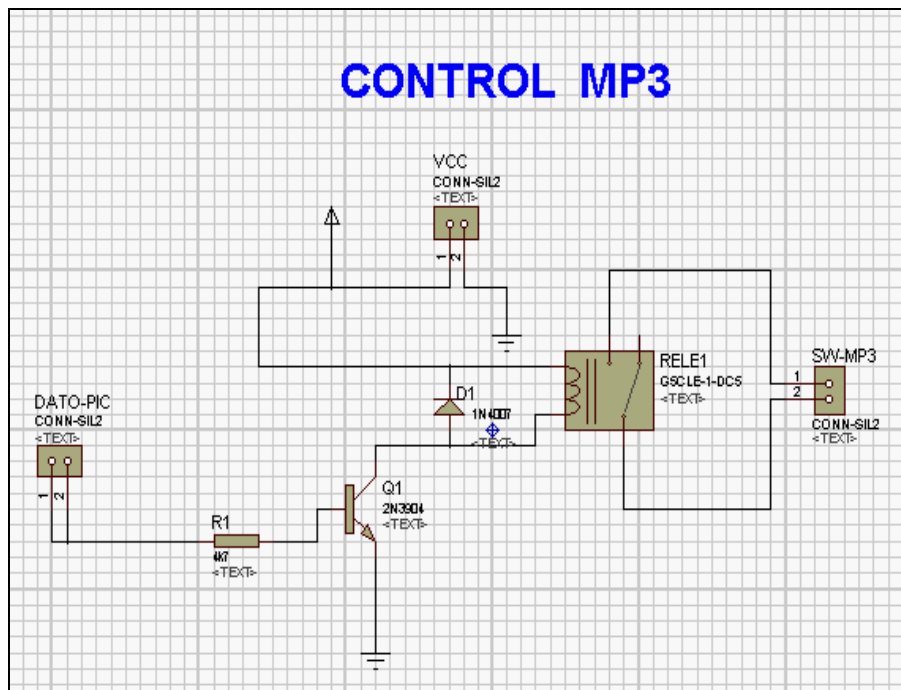 CONTROL MP3
VCC
CONN-SIL2
<TEXT>
1
2
RELE1
G5CLE-1-DC5
<TEXT>
SW-MP3
1
2
CONN-SIL2
<TEXT>
D1
1N4007
<TEXT>
DATO-PIC
CONN-SIL2
<TEXT>
1
2
Q1
2N3904
<TEXT>
R1
4K7
<TEXT>